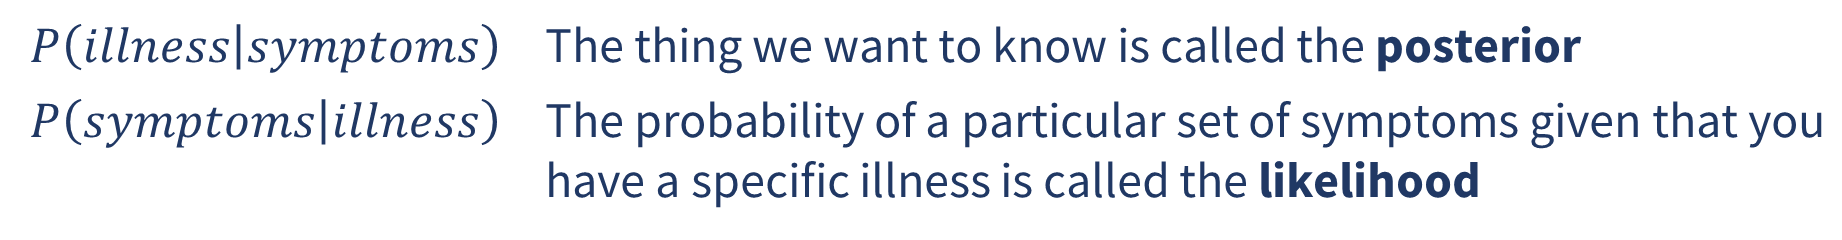 P(illness|symptoms) The thing we want to know is called the posterior
P(symptoms|illness) The probability of a particular set of symptoms given that you
have a specific illness is called the likelihood